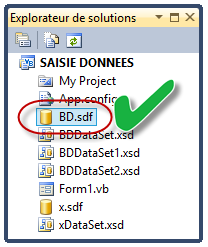 Explorateur de solutions
SAISIE DONNEES
My Project
App.config
BD.sdf
BDDataSet.xsd
BDDataSet1.xsd
BDDataSet2.xsd
Form1.vb
x.sdf
xDataSet.xsd